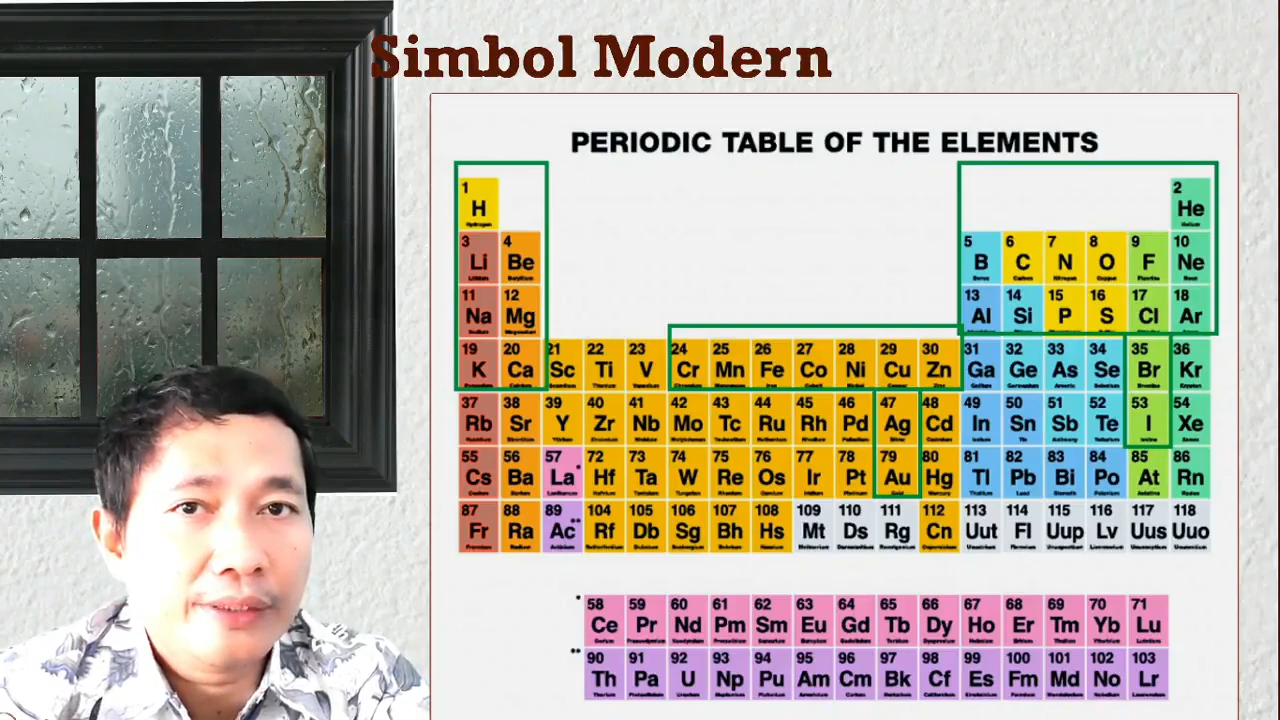 Simbol Modern
PERIODIC TABLE OF THE ELEMENTS
1 2
H He
Hydrogen Helium
3 4 5 6 7 8 9 10
Li Be B C N O F Ne
11 12 13 14 15 16 17 18
Na Mg Al Si P S Cl Ar
19 20 21 22 23 24 25 26 27 28 29 30 31 32 33 34 35 36
K Ca Sc Ti V Cr Mn Fe Co Ni Cu Zn Ga Ge As Se Br Kr
37 38 39 40 41 42 43 44 45 46 47 48 49 50 51 52 53 54
Rb Sr Y Zr Nb Mo Tc Ru Rh Pd Ag Cd In Sn Sb Te I Xe
55 56 57 72 73 74 75 76 77 78 79 80 81 82 83 84 85 86
Cs Ba La* Hf Ta W Re Os Ir Pt Au Hg Tl Pb Bi Po At Rn
87 88 89 104 105 106 107 108 109 110 111 112 113 114 115 116 117 118
Fr Ra Ac** Rf Db Sg Bh Hs Mt Ds Rg Cn Uut Fl Uup Lv Uus Uuo
* 58 59 60 61 62 63 64 65 66 67 68 69 70 71
Ce Pr Nd Pm Sm Eu Gd Tb Dy Ho Er Tm Yb Lu
** 90 91 92 93 94 95 96 97 98 99 100 101 102 103
Th Pa U Np Pu Am Cm Bk Cf Es Fm Md No Lr